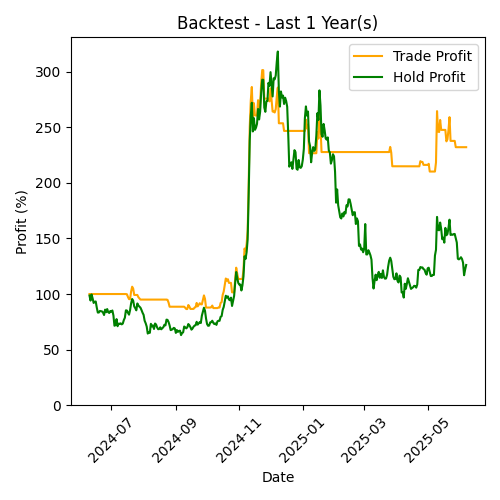 Backtest - Last 1 Year(s)
Trade Profit
Hold Profit
Profit (%)
300
250
200
150
100
50
0
2024-07
2024-09
2024-11
2025-01
2025-03
2025-05
Date